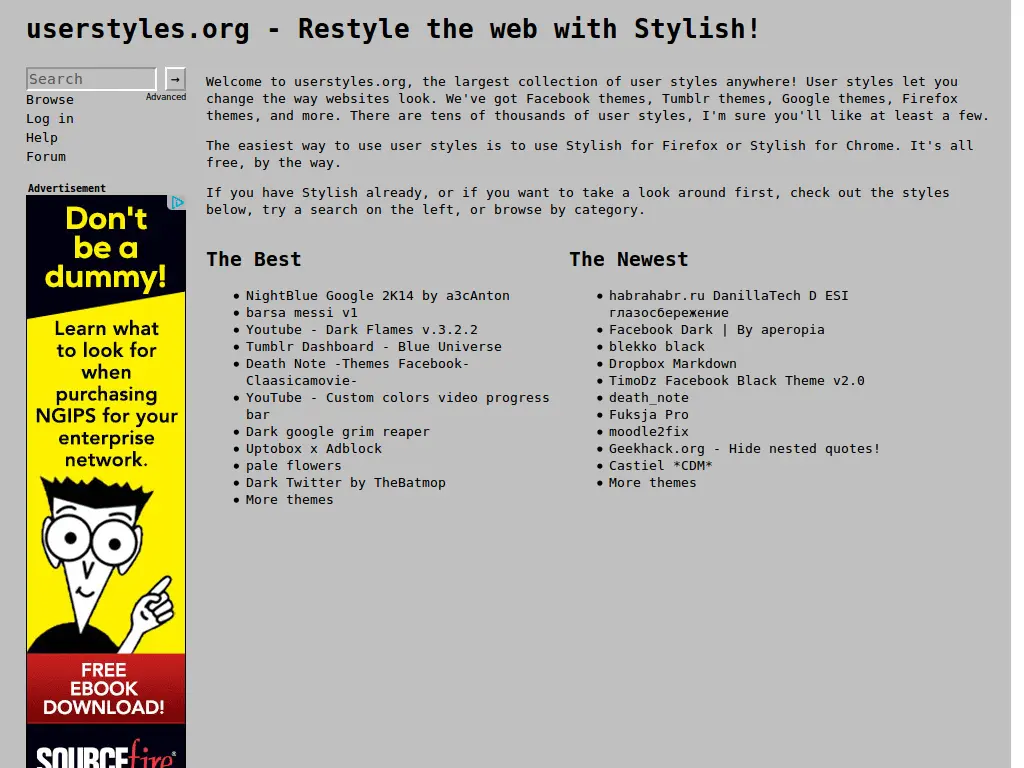 userstyles.org - Restyle the web with Stylish!
Search
→
Advanced
Browse
Log in
Help
Forum
Advertisement
Don't
be a
dummy!
Learn what
to look for
when
purchasing
NGIPS for your
enterprise
network.
FREE
EBOOK
DOWNLOAD!
SOURCEfire®
Welcome to userstyles.org, the largest collection of user styles anywhere! User styles let you
change the way websites look. We've got Facebook themes, Tumblr themes, Google themes, Firefox
themes, and more. There are tens of thousands of user styles, I'm sure you'll like at least a few.
The easiest way to use user styles is to use Stylish for Firefox or Stylish for Chrome. It's all
free, by the way.
If you have Stylish already, or if you want to take a look around first, check out the styles
below, try a search on the left, or browse by category.
The Best
NightBlue Google 2K14 by a3cAnton
barsa messi v1
Youtube - Dark Flames v.3.2.2
Tumblr Dashboard - Blue Universe
Death Note -Themes Facebook-
Claasicamovie-
YouTube - Custom colors video progress
bar
Dark google grim reaper
Uptobox x Adblock
pale flowers
Dark Twitter by TheBatmop
More themes
The Newest
habrahabr.ru DanillaTech D ESI
глазосбережение
Facebook Dark | By aperopia
blekko black
Dropbox Markdown
TimoDz Facebook Black Theme v2.0
death_note
Fuksja Pro
moodle2fix
Geekhack.org - Hide nested quotes!
Castiel *CDM*
More themes